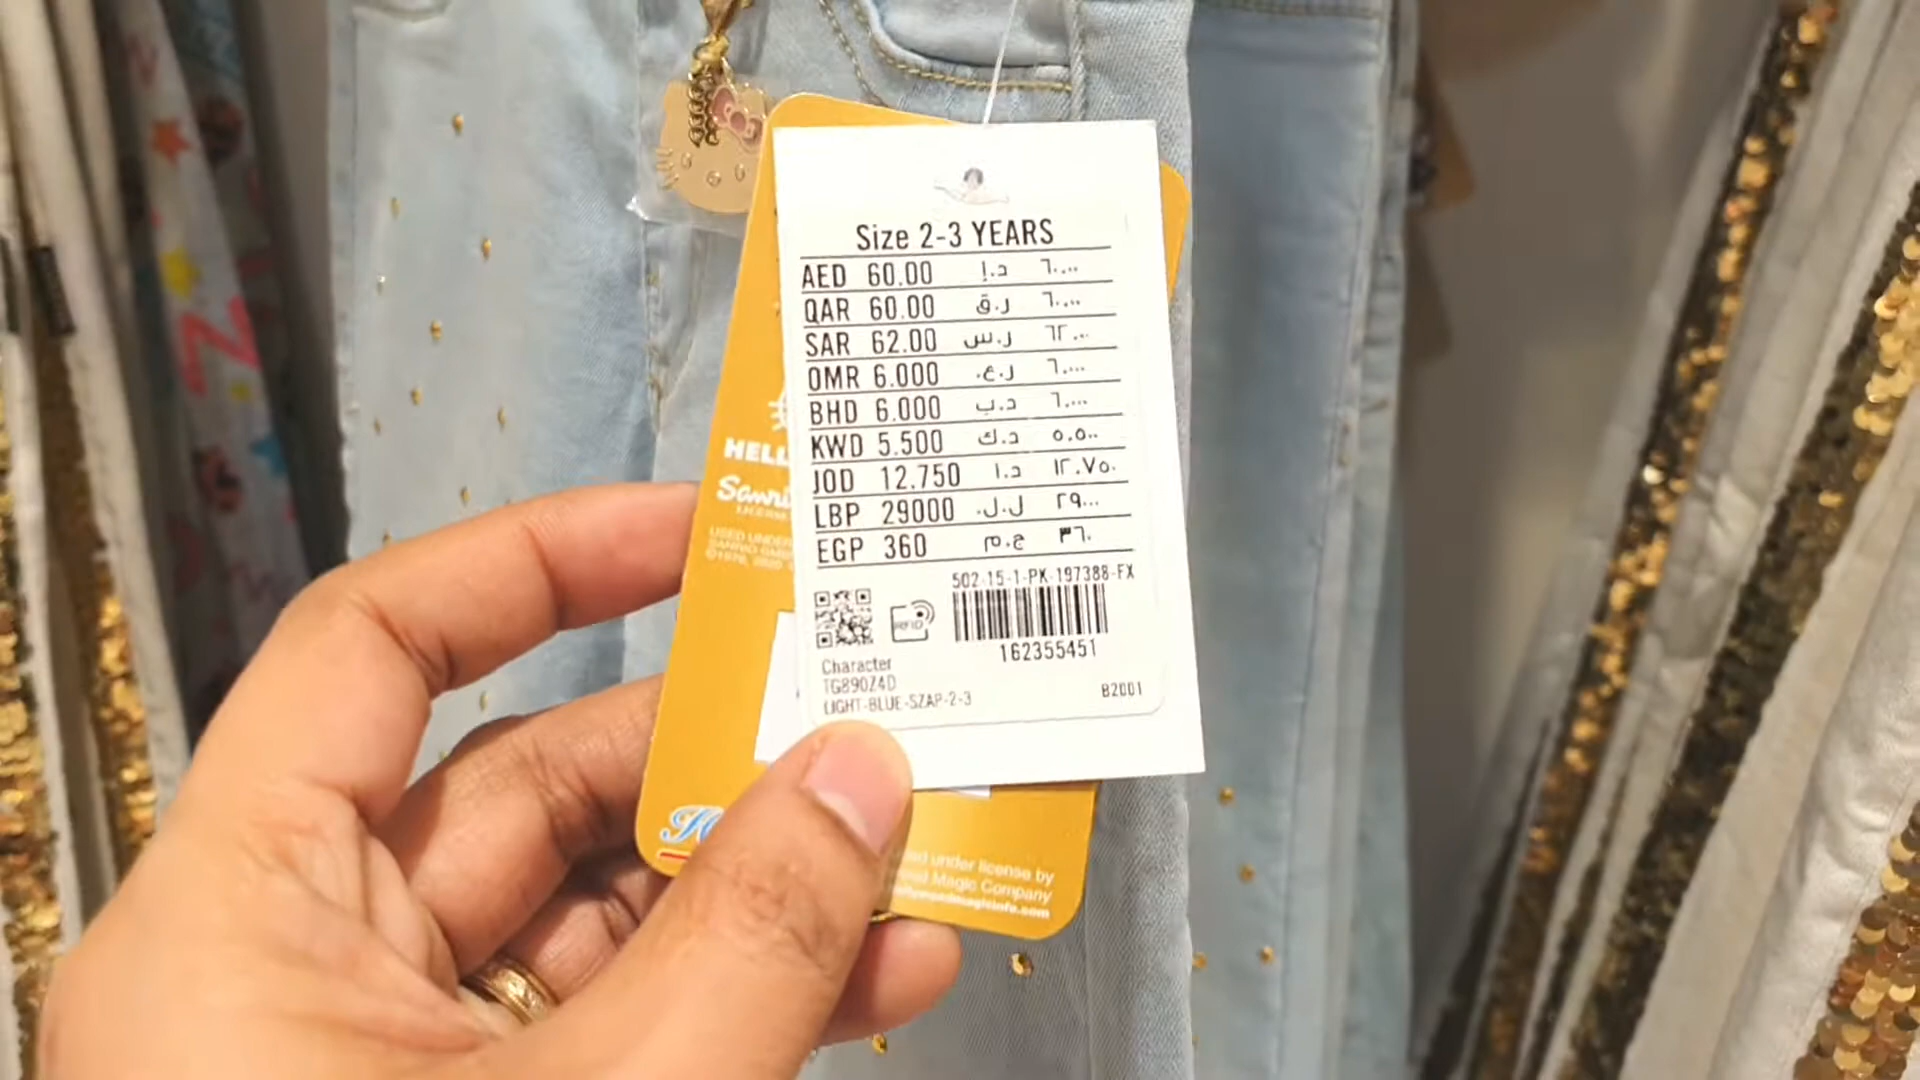 Size 2-3 YEARS
AED 60.00 د.إ ٦٠.٠٠
QAR 60.00 ر.ق ٦٠.٠٠
SAR 62.00 ر.س ٦٢.٠٠
OMR 6.000 ر.ع. ٦.٠٠٠
BHD 6.000 د.ب ٦.٠٠٠
KWD 5.500 د.ك ٥.٥٠٠
JOD 12.750 د.ا ١٢.٧٥٠
LBP 29000 ل.ل. ٢٩٠٠٠
EGP 360 ج.م ٣٦٠
502-15-1-PK-197388-FX
RFID
162355451
Character
TG890Z4D
LIGHT-BLUE-SZAP-2-3
B2001
HELL
Sanri
USED UNDER
under license by
Magic Company